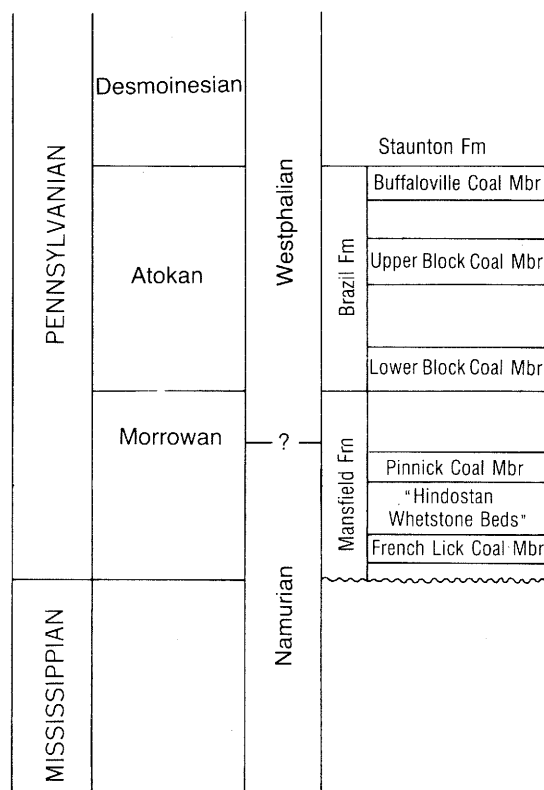 PENNSYLVANIAN
MISSISSIPPIAN
Desmoinesian
Atokan
Morrowan
Westphalian
?
Namurian
Staunton Fm
Brazil Fm
Buffaloville Coal Mbr
Upper Block Coal Mbr
Lower Block Coal Mbr
Mansfield Fm
Pinnick Coal Mbr
"Hindostan
Whetstone Beds"
French Lick Coal Mbr